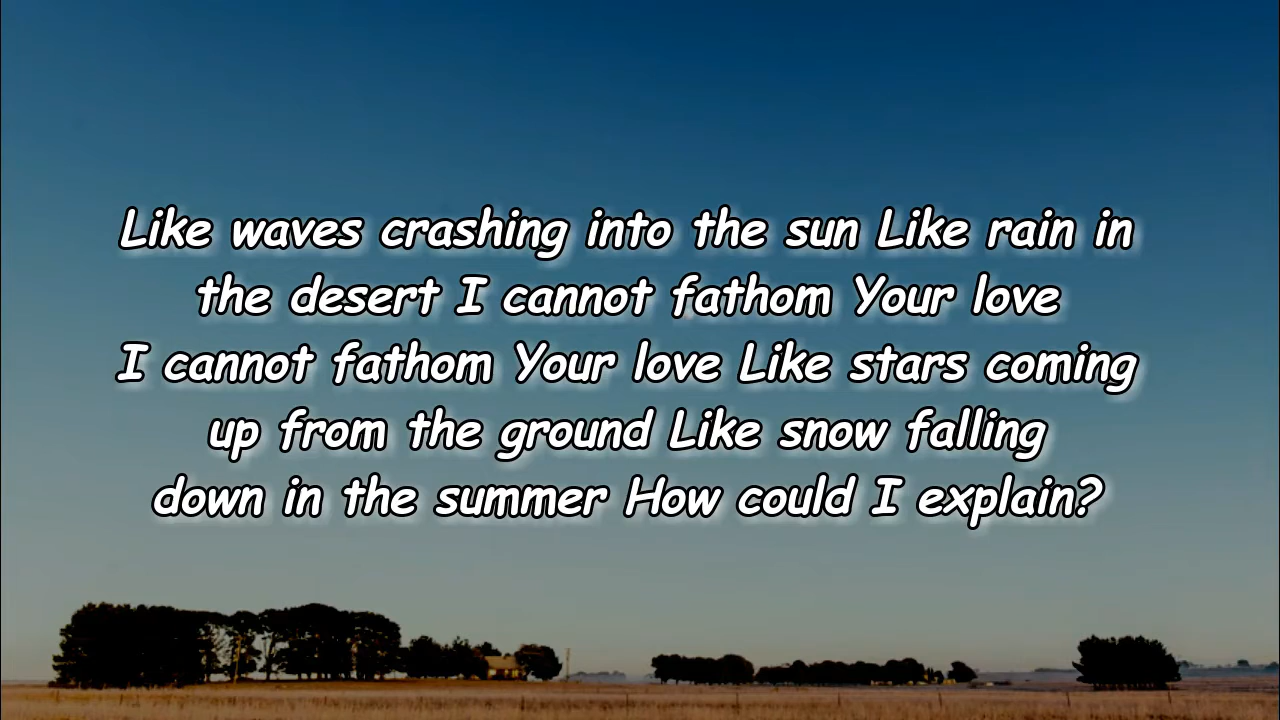 Like waves crashing into the sun Like rain in
the desert I cannot fathom Your love
I cannot fathom Your love Like stars coming
up from the ground Like snow falling
down in the summer How could I explain?